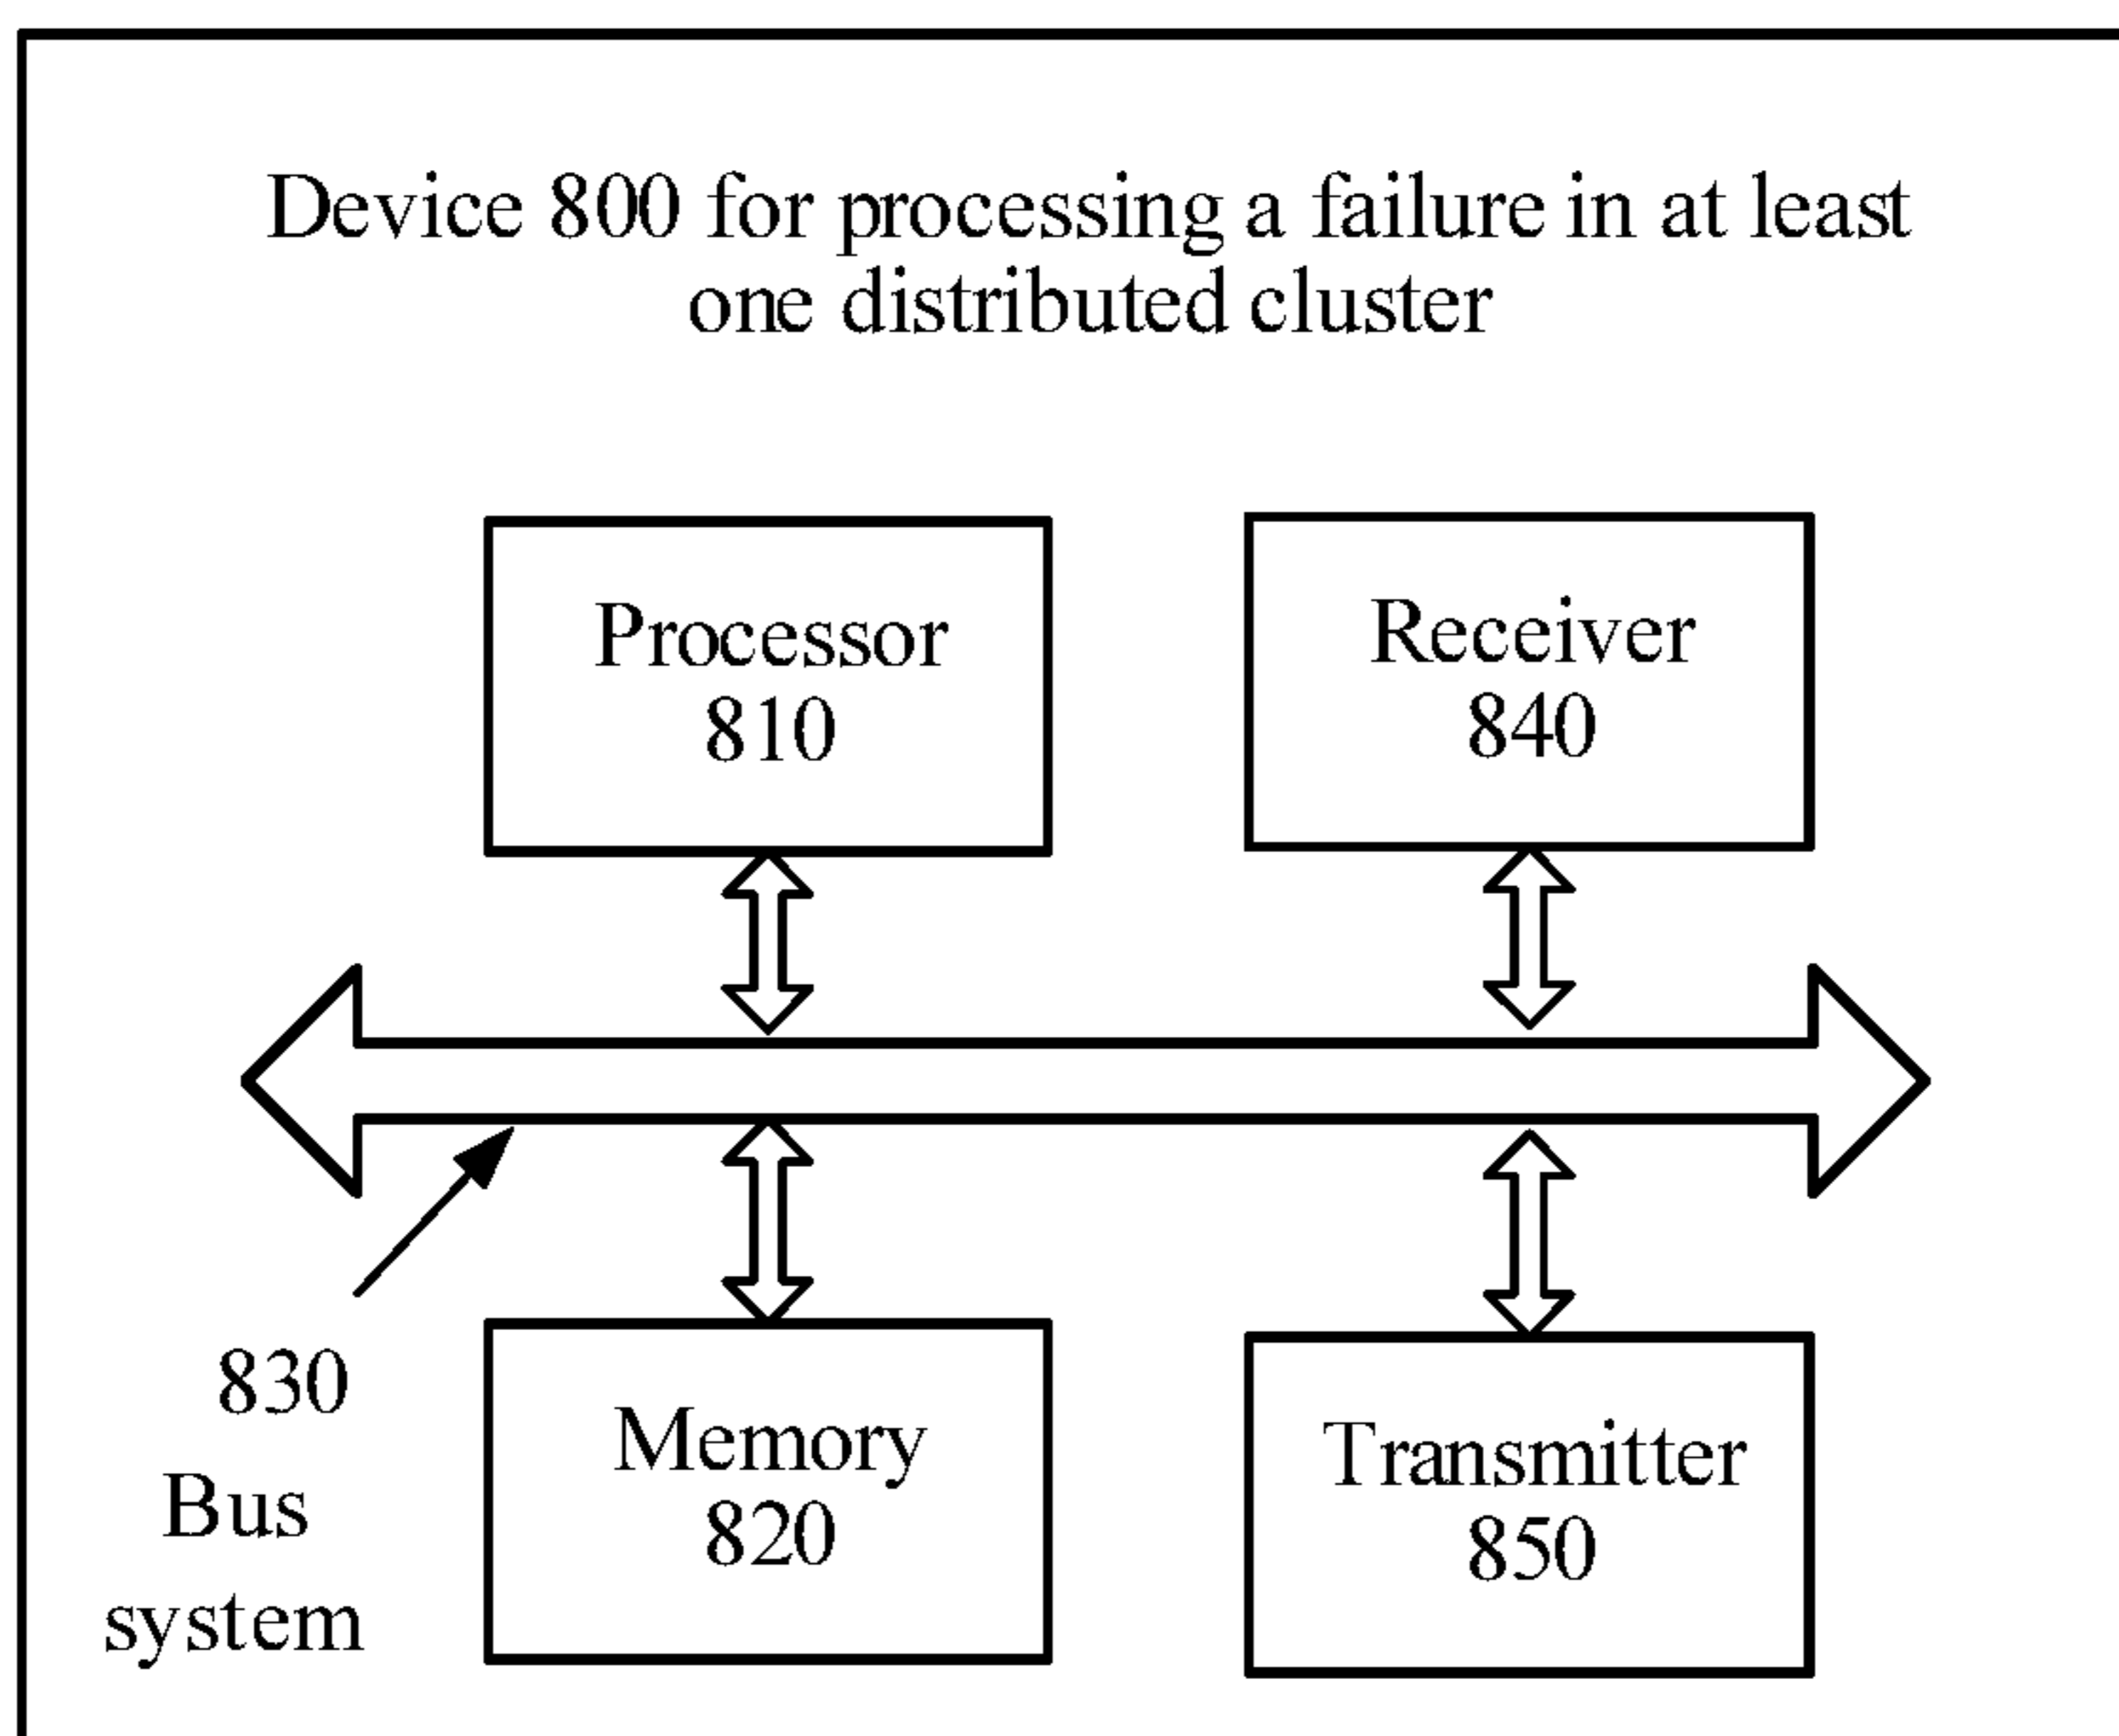 Device 800 for processing a failure in at least
one distributed cluster
Processor
810
Receiver
840
830
Bus
system
Memory
820
Transmitter
850